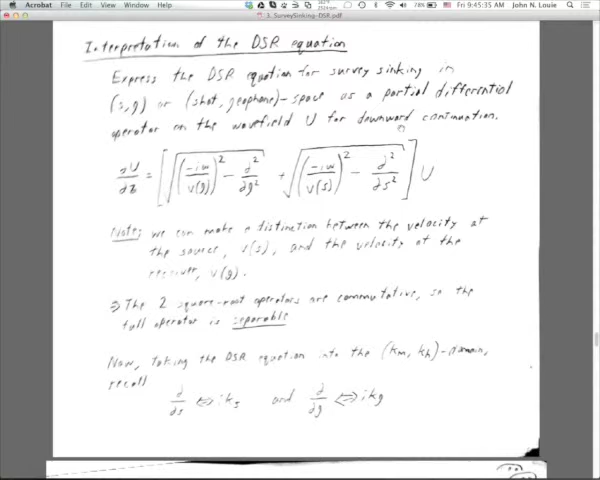 Acrobat File Edit View Window Help 78% Fri 9:45:35 AM John N. Louie
3. SurveySinking-DSR.pdf
Interpretation of the DSR equation
Express the DSR equation for survey sinking in
(s,g) or (shot, geophone)-space as a partial differential
operator on the wavefield U for downward continuation.
∂U/∂z = [√((-iω/v(g))² - ∂²/∂g²) + √((-iω/v(s))² - ∂²/∂s²)] U
Note: we can make a distinction between the velocity at
the source, v(s), and the velocity at the
receiver, v(g).
⇒ The 2 square-root operators are commutative, so the
full operator is separable
Now, taking the DSR equation into the (km, kh)-domain,
recall
∂/∂s ⇔ iks and ∂/∂g ⇔ ikg